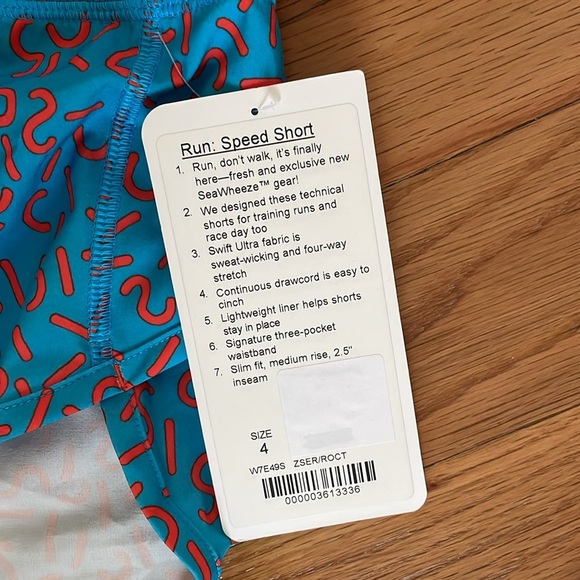 Run: Speed Short
1. Run, don't walk, it's finally
here—fresh and exclusive new
SeaWheeze™ gear!
2. We designed these technical
shorts for training runs and
race day too
3. Swift Ultra fabric is
sweat-wicking and four-way
stretch
4. Continuous drawcord is easy to
cinch
5. Lightweight liner helps shorts
stay in place
6. Signature three-pocket
waistband
7. Slim fit, medium rise, 2.5"
inseam
SIZE
4
W7E49S ZSER/ROCT
000003613336